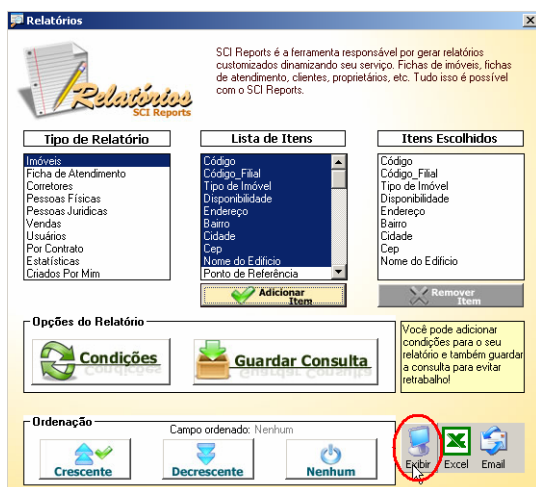 Relatórios
SCI Reports é a ferramenta responsável por gerar relatórios
customizados dinamizando seu serviço. Fichas de imóveis, fichas
de atendimento, clientes, proprietários, etc. Tudo isso é possível
com o SCI Reports.
Relatórios
SCI Reports
Tipo de Relatório
Imóveis
Ficha de Atendimento
Corretores
Pessoas Físicas
Pessoas Juridicas
Vendas
Usuários
Por Contrato
Estatísticas
Criados Por Mim
Lista de Itens
Código
Código_Filial
Tipo de Imóvel
Disponibilidade
Endereço
Bairro
Cidade
Cep
Nome do Edificio
Ponto de Referência
Adicionar
Item
Itens Escolhidos
Código
Código_Filial
Tipo de Imóvel
Disponibilidade
Endereço
Bairro
Cidade
Cep
Nome do Edificio
Remover
Item
Opções do Relatório
Condições
Guardar Consulta
Você pode adicionar
condições para o seu
relatório e também guardar
a consulta para evitar
retrabalho!
Ordenação
Campo ordenado: Nenhum
Crescente
Decrescente
Nenhum
Exibir
Excel
Email